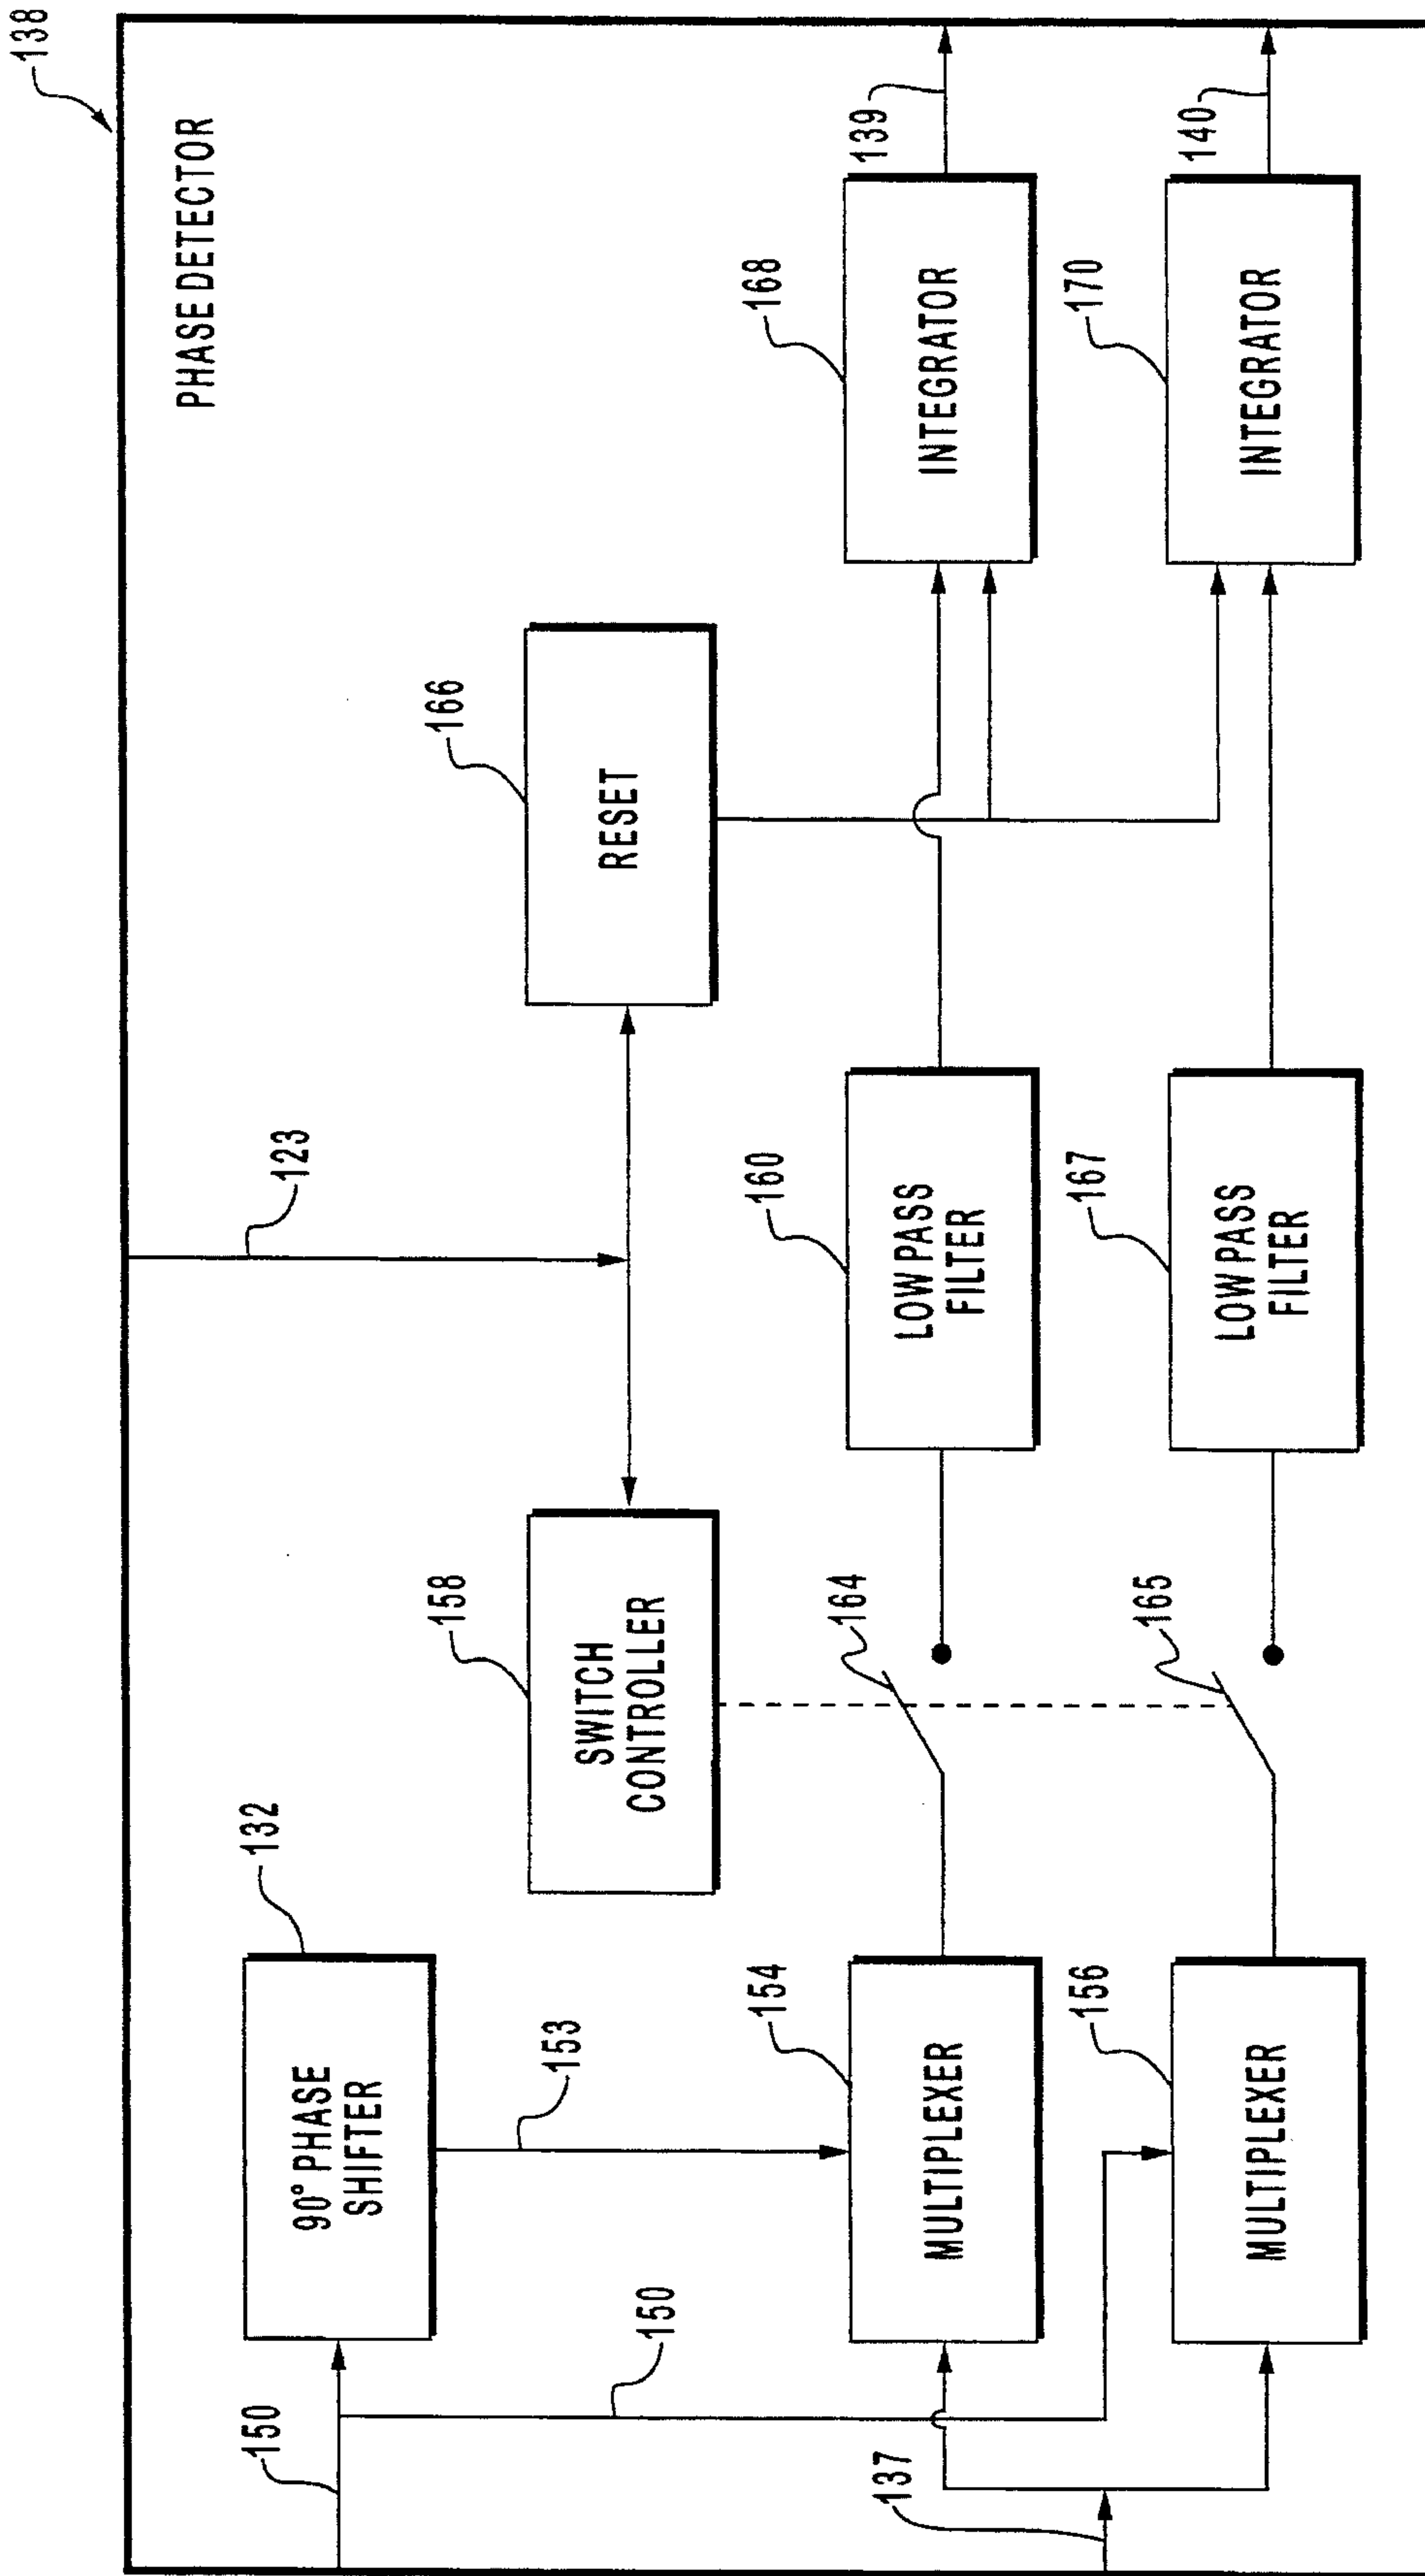 138
PHASE DETECTOR
150
132
90° PHASE
SHIFTER
150
153
123
158
SWITCH
CONTROLLER
166
RESET
137
154
MULTIPLEXER
164
160
LOW PASS
FILTER
168
INTEGRATOR
139
156
MULTIPLEXER
165
167
LOW PASS
FILTER
170
INTEGRATOR
140